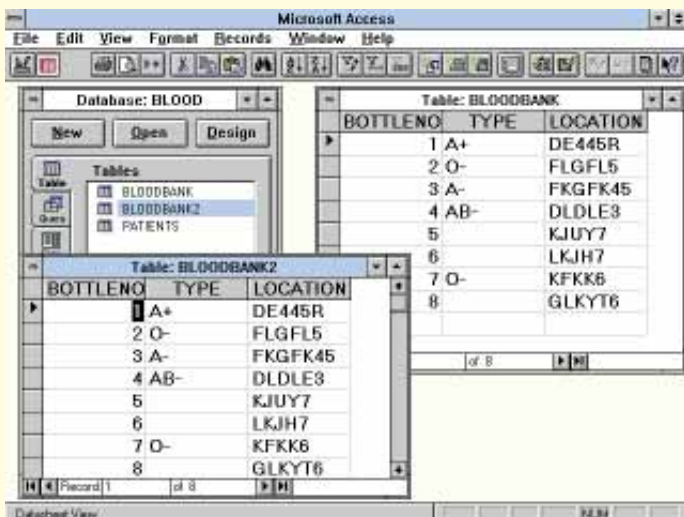 Microsoft Access
File Edit View Format Records Window Help
Database: BLOOD
New Open Design
Table
Query
Tables
BLOODBANK
BLOODBANK2
PATIENTS
Table: BLOODBANK
BOTTLENO TYPE LOCATION
1 A+ DE445R
2 O- FLGFL5
3 A- FKGFK45
4 AB- DLDLE3
5 KJUY7
6 LKJH7
7 O- KFKK6
8 GLKYT6
of 8
Table: BLOODBANK2
BOTTLENO TYPE LOCATION
1 A+ DE445R
2 O- FLGFL5
3 A- FKGFK45
4 AB- DLDLE3
5 KJUY7
6 LKJH7
7 O- KFKK6
8 GLKYT6
Record 1 of 8
Datasheet View NUM